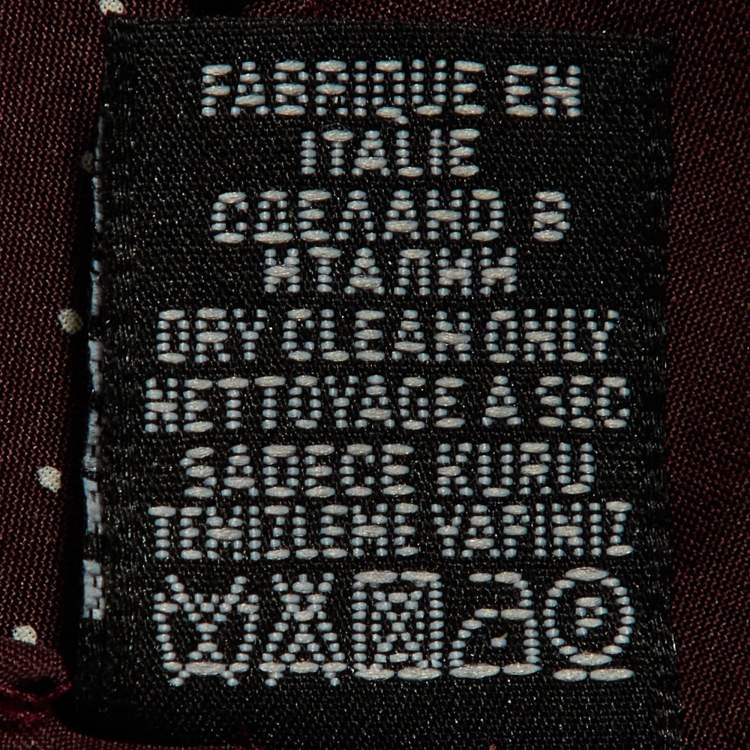 FABRIQUE EN
ITALIE
СДЕЛАНО В
ИТАЛИИ
DRY CLEAN ONLY
NETTOYAGE A SEC
SADECE KURU
TEMIZLEME YAPINIZ
P